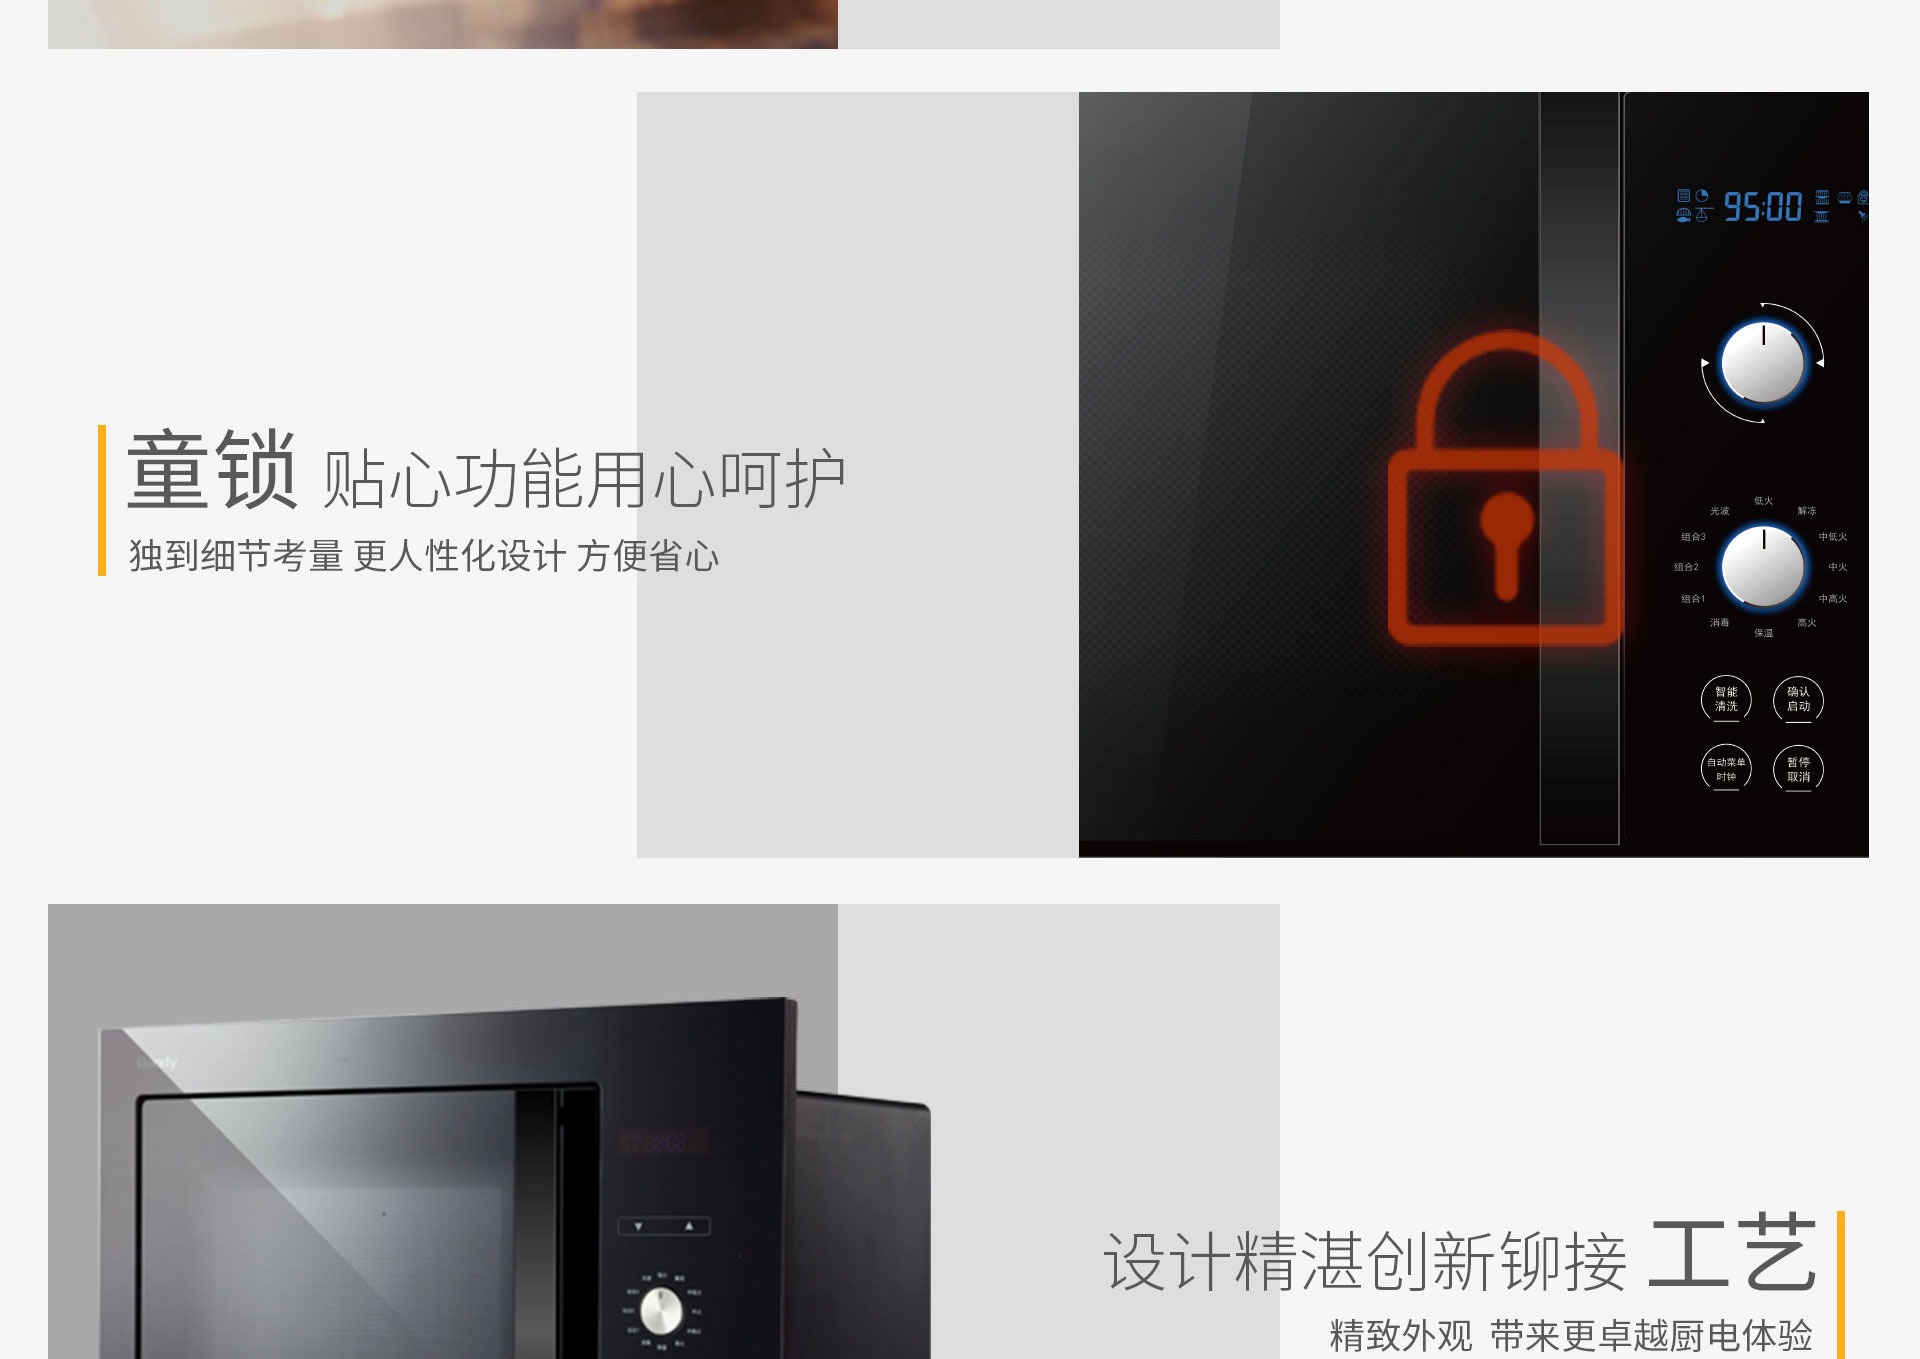 95:00
低火
光波 解冻
组合3 中低火
组合2 中火
组合1 中高火
消毒 高火
保温
智能
清洗
确认
启动
自动菜单
时钟
暂停
取消
童锁 贴心功能用心呵护
独到细节考量 更人性化设计 方便省心
设计精湛创新铆接 工艺
精致外观 带来更卓越厨电体验